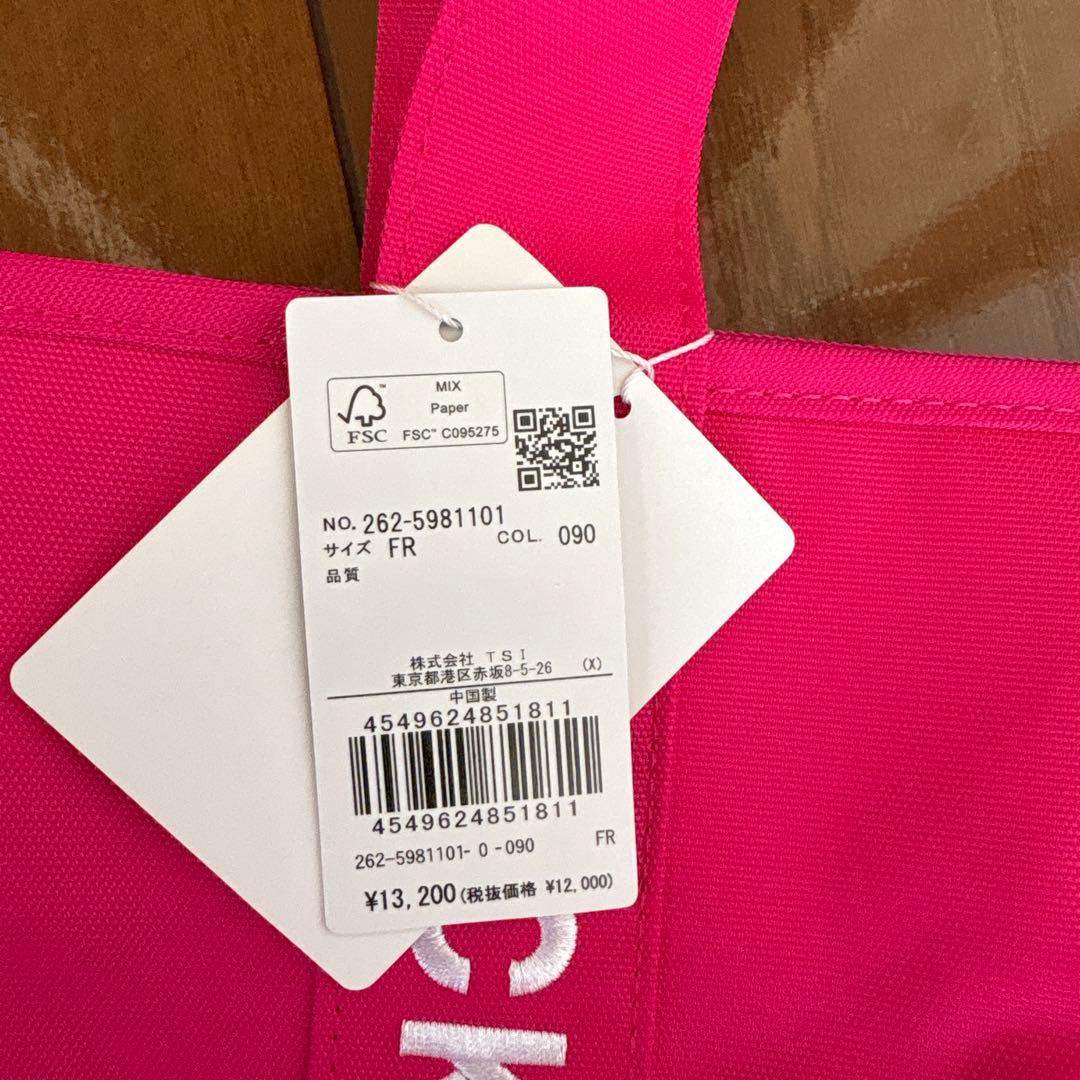 MIX
Paper
FSC™ C095275
FSC
NO. 262-5981101
COL. 090
サイズ FR
品質
株式会社 TSI
東京都港区赤坂8-5-26 (X)
中国製
4549624851811
4549624851811
262-5981101- 0 -090 FR
¥13,200(税抜価格 ¥12,000)
CK